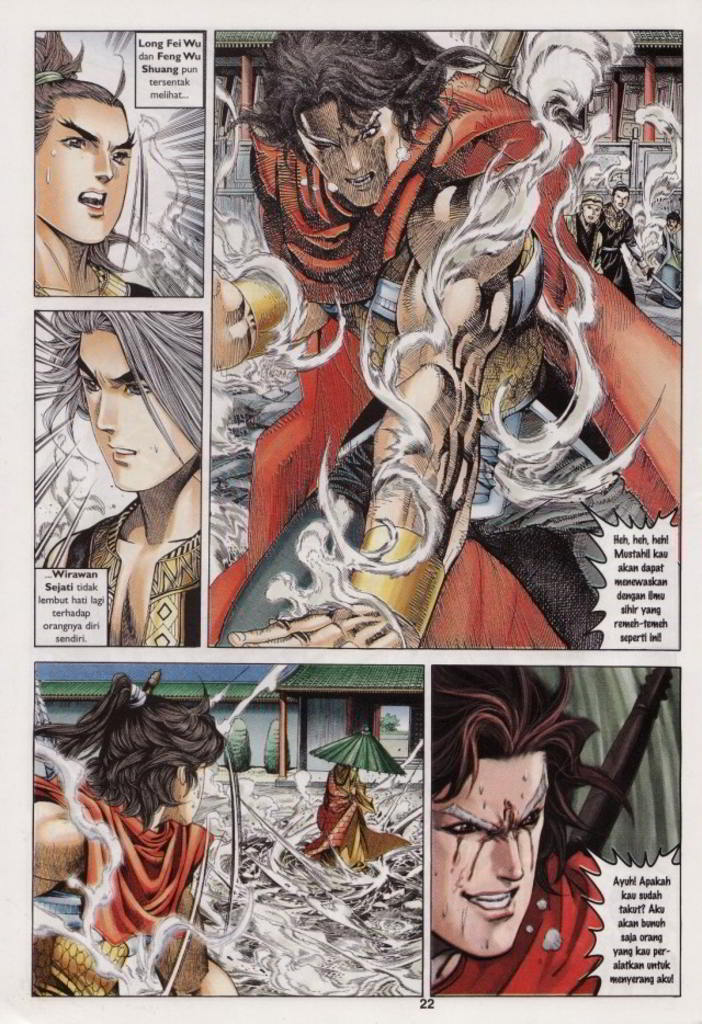 Long Fei Wu
dan Feng Wu
Shuang pun
tersentak
melihat...
...Wirawan
Sejati tidak
lembut hati lagi
terhadap
orangnya diri
sendiri.
Heh, heh, heh!
Mustahil kau
akan dapat
menewaskan
dengan ilmu
sihir yang
remeh-temeh
seperti ini!
Ayuh! Apakah
kau sudah
takut? Aku
akan bunuh
saja orang
yang kau per-
alatkan untuk
menyerang aku!
22